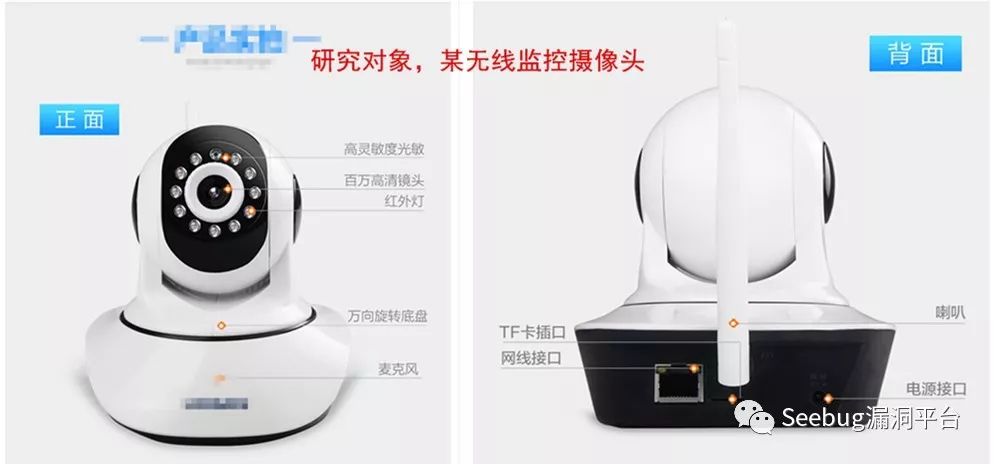 研究对象，某无线监控摄像头
正面
高灵敏度光敏
百万高清镜头
红外灯
万向旋转底盘
麦克风
背面
TF卡插口
网线接口
喇叭
电源接口
Seebug漏洞平台